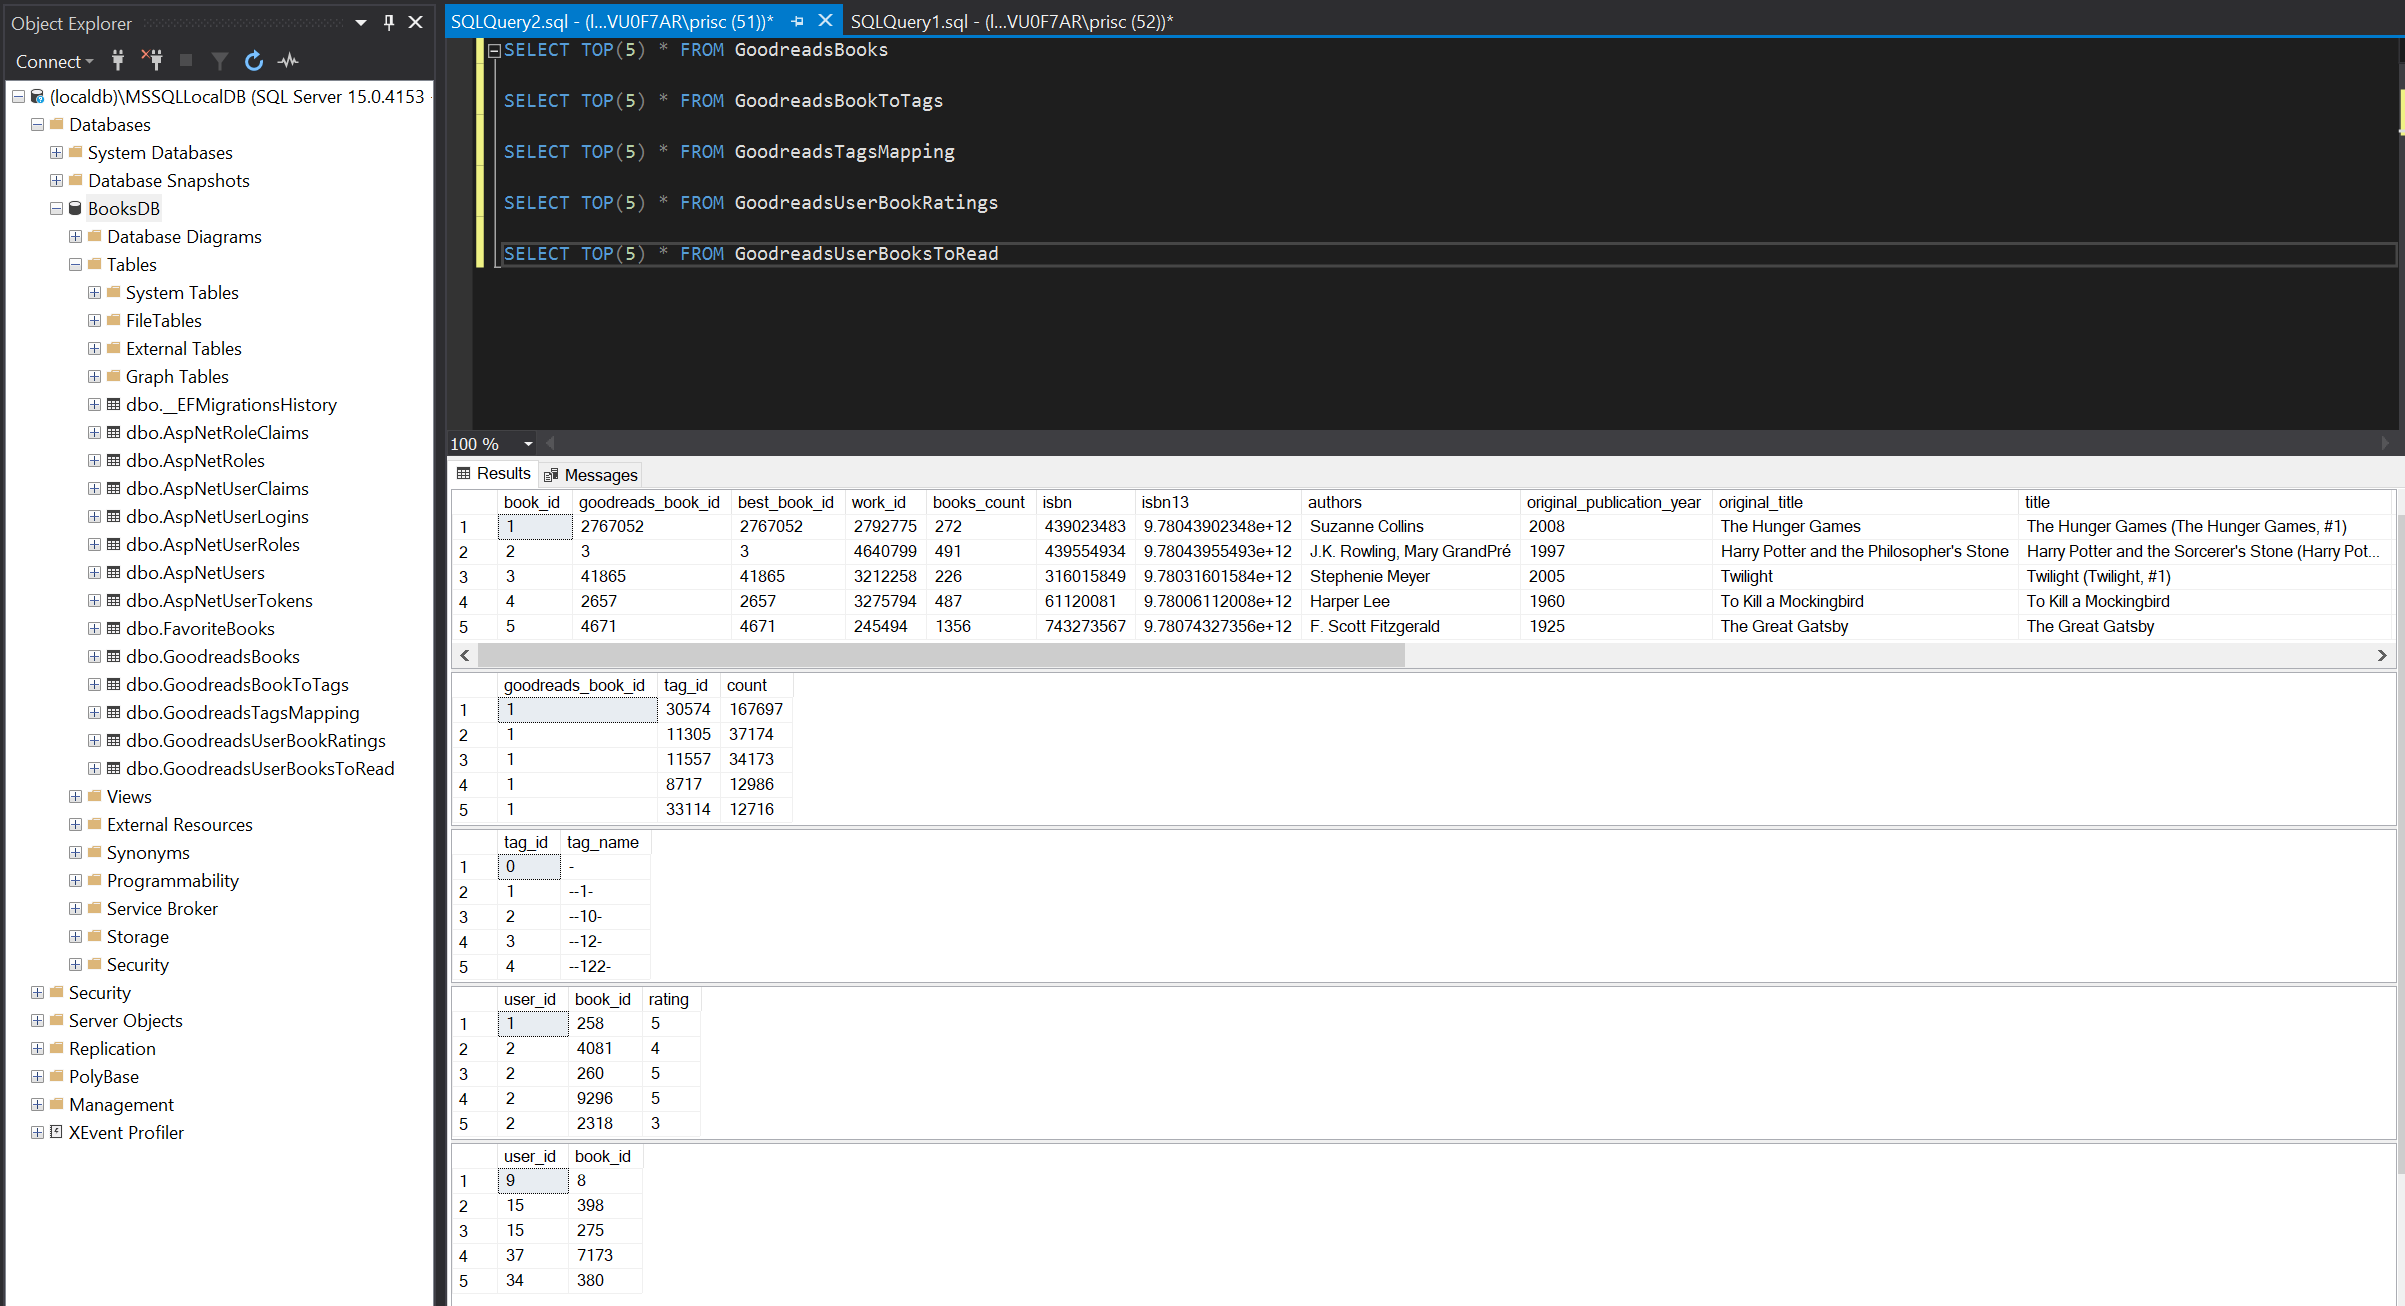 Object Explorer
Connect
(localdb)\MSSQLLocalDB (SQL Server 15.0.4153 -
Databases
System Databases
Database Snapshots
BooksDB
Database Diagrams
Tables
System Tables
FileTables
External Tables
Graph Tables
dbo.__EFMigrationsHistory
dbo.AspNetRoleClaims
dbo.AspNetRoles
dbo.AspNetUserClaims
dbo.AspNetUserLogins
dbo.AspNetUserRoles
dbo.AspNetUsers
dbo.AspNetUserTokens
dbo.FavoriteBooks
dbo.GoodreadsBooks
dbo.GoodreadsBookToTags
dbo.GoodreadsTagsMapping
dbo.GoodreadsUserBookRatings
dbo.GoodreadsUserBooksToRead
Views
External Resources
Synonyms
Programmability
Service Broker
Storage
Security
Security
Server Objects
Replication
PolyBase
Management
XEvent Profiler
SQLQuery2.sql - (l...VU0F7AR\prisc (51))* SQLQuery1.sql - (l...VU0F7AR\prisc (52))*
SELECT TOP(5) * FROM GoodreadsBooks
SELECT TOP(5) * FROM GoodreadsBookToTags
SELECT TOP(5) * FROM GoodreadsTagsMapping
SELECT TOP(5) * FROM GoodreadsUserBookRatings
SELECT TOP(5) * FROM GoodreadsUserBooksToRead
100 %
Results Messages
book_id goodreads_book_id best_book_id work_id books_count isbn isbn13 authors original_publication_year original_title title
1 1 2767052 2767052 2792775 272 439023483 9.78043902348e+12 Suzanne Collins 2008 The Hunger Games The Hunger Games (The Hunger Games, #1)
2 2 3 3 4640799 491 439554934 9.78043955493e+12 J.K. Rowling, Mary GrandPré 1997 Harry Potter and the Philosopher's Stone Harry Potter and the Sorcerer's Stone (Harry Pot...
3 3 41865 41865 3212258 226 316015849 9.78031601584e+12 Stephenie Meyer 2005 Twilight Twilight (Twilight, #1)
4 4 2657 2657 3275794 487 61120081 9.78006112008e+12 Harper Lee 1960 To Kill a Mockingbird To Kill a Mockingbird
5 5 4671 4671 245494 1356 743273567 9.78074327356e+12 F. Scott Fitzgerald 1925 The Great Gatsby The Great Gatsby
goodreads_book_id tag_id count
1 1 30574 167697
2 1 11305 37174
3 1 11557 34173
4 1 8717 12986
5 1 33114 12716
tag_id tag_name
1 0 -
2 1 --1-
3 2 --10-
4 3 --12-
5 4 --122-
user_id book_id rating
1 1 258 5
2 2 4081 4
3 2 260 5
4 2 9296 5
5 2 2318 3
user_id book_id
1 9 8
2 15 398
3 15 275
4 37 7173
5 34 380